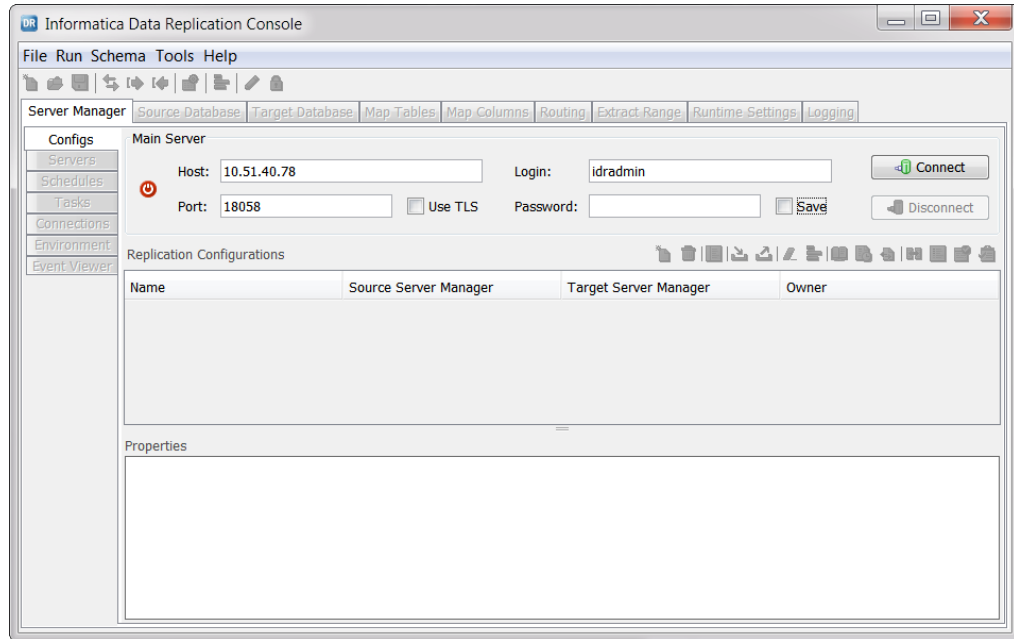 DR Informatica Data Replication Console
File Run Schema Tools Help
Server Manager Source Database Target Database Map Tables Map Columns Routing Extract Range Runtime Settings Logging
Configs
Servers
Schedules
Tasks
Connections
Environment
Event Viewer
Main Server
Host: 10.51.40.78 Login: idradmin Connect
Port: 18058 Use TLS Password: Save Disconnect
Replication Configurations
Name Source Server Manager Target Server Manager Owner
Properties